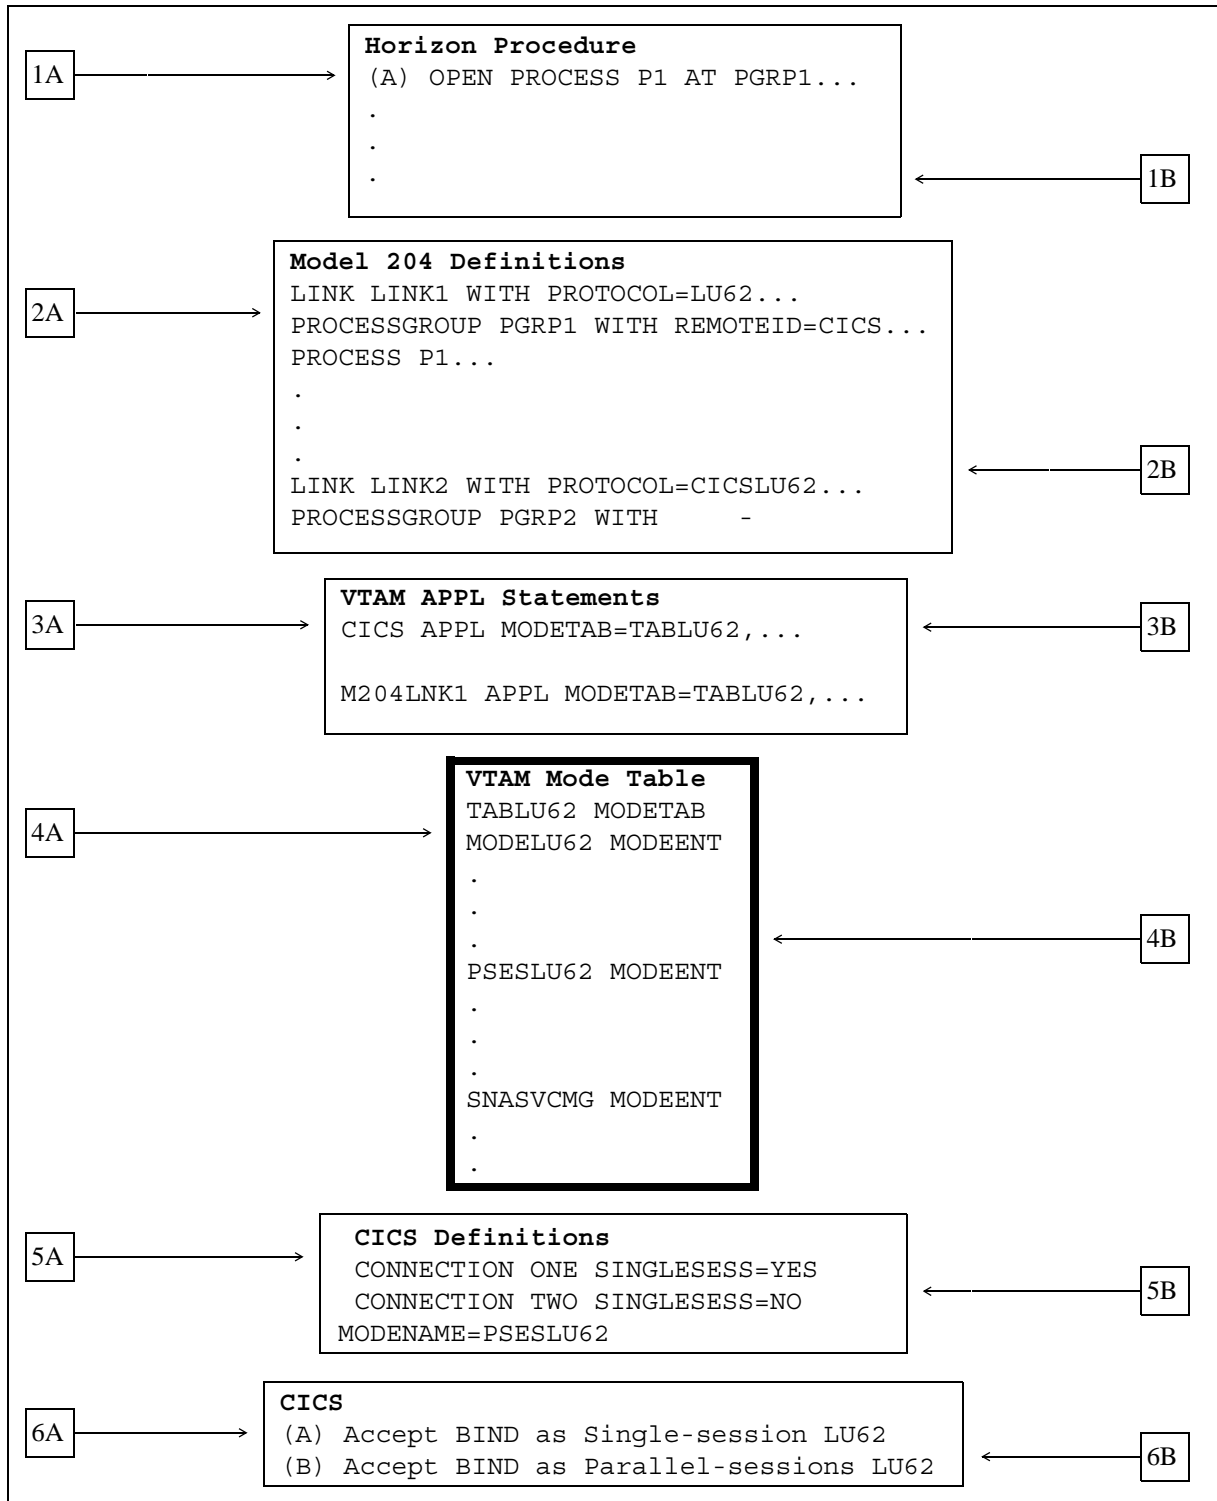 Horizon Procedure
1A
(A) OPEN PROCESS P1 AT PGRP1...
.
.
.
1B
Model 204 Definitions
LINK LINK1 WITH PROTOCOL=LU62...
2A
PROCESSGROUP PGRP1 WITH REMOTEID=CICS...
PROCESS P1...
.
.
.
2B
LINK LINK2 WITH PROTOCOL=CICSLU62...
PROCESSGROUP PGRP2 WITH -
VTAM APPL Statements
3A
CICS APPL MODETAB=TABLU62,...
3B
M204LNK1 APPL MODETAB=TABLU62,...
VTAM Mode Table
TABLU62 MODETAB
4A
MODELU62 MODEENT
.
.
.
4B
PSESLU62 MODEENT
.
.
.
SNASVCMG MODEENT
.
.
CICS Definitions
5A
CONNECTION ONE SINGLESESS=YES
CONNECTION TWO SINGLESESS=NO
5B
MODENAME=PSESLU62
CICS
6A
(A) Accept BIND as Single-session LU62
(B) Accept BIND as Parallel-sessions LU62
6B